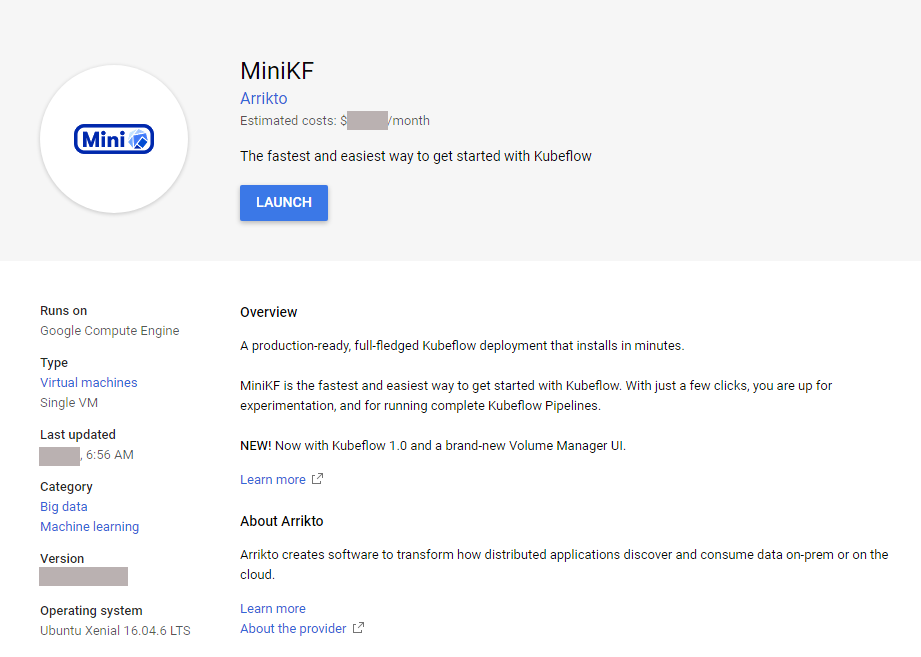 Mini
MiniKF
Arrikto
Estimated costs: $ /month
The fastest and easiest way to get started with Kubeflow
LAUNCH
Runs on
Google Compute Engine
Type
Virtual machines
Single VM
Last updated
, 6:56 AM
Category
Big data
Machine learning
Version
Operating system
Ubuntu Xenial 16.04.6 LTS
Overview
A production-ready, full-fledged Kubeflow deployment that installs in minutes.
MiniKF is the fastest and easiest way to get started with Kubeflow. With just a few clicks, you are up for
experimentation, and for running complete Kubeflow Pipelines.
NEW! Now with Kubeflow 1.0 and a brand-new Volume Manager UI.
Learn more
About Arrikto
Arrikto creates software to transform how distributed applications discover and consume data on-prem or on the
cloud.
Learn more
About the provider